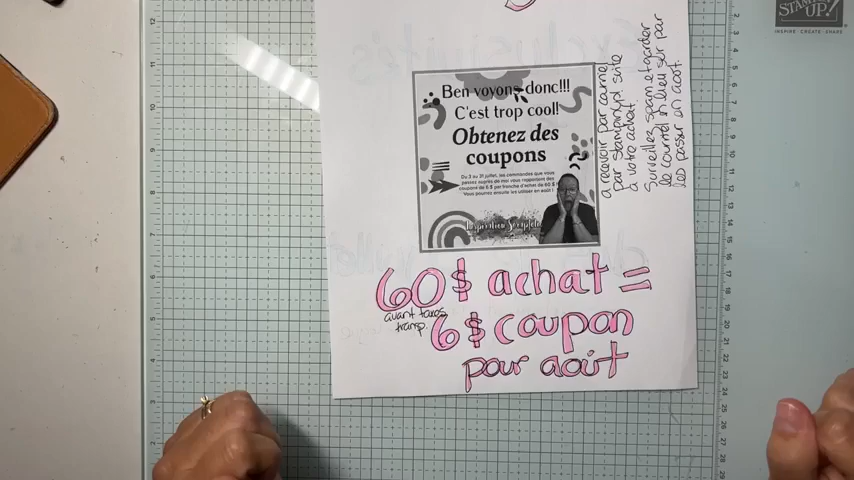 STAMPIN' UP!
INSPIRE • CREATE • SHARE
Ben voyons donc!!!
C'est trop cool!
Obtenez des
coupons
Du 3 au 31 juillet, les commandes que vous
passez auprès de moi vous rapportent des
coupons de 6 $ par tranche d'achat de 60 $ !
Vous pourrez ensuite les utiliser en août !
à recevoir par courriel
par Stampin'Up! suite
à votre achat.
Surveillez spam et garder
le courriel en lieu sûr pour
les passer en août.
60$ achat =
avant taxes
transp.
6$ coupon
pour août